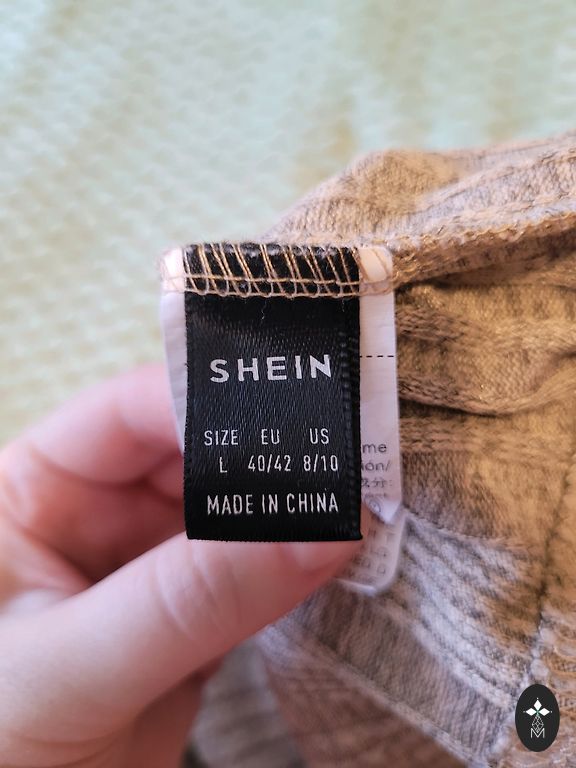 SHEIN
SIZE EU US
L 40/42 8/10
MADE IN CHINA
M